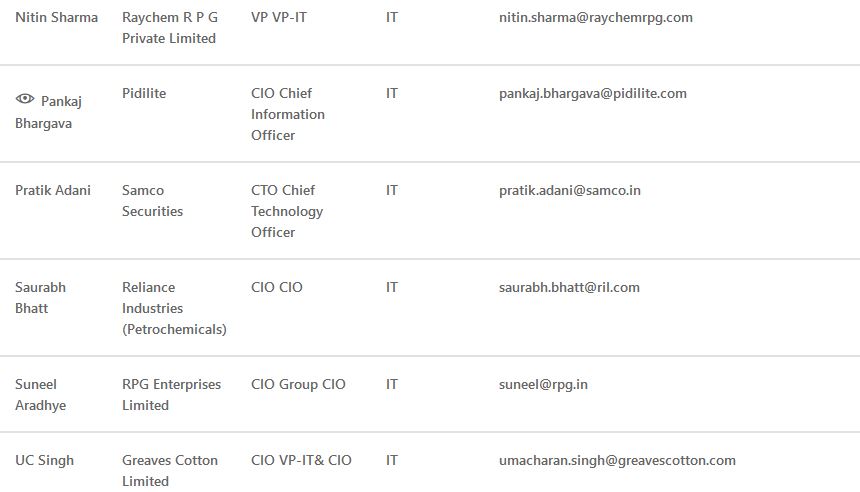 Nitin Sharma Raychem R P G VP VP-IT IT nitin.sharma@raychemrpg.com
Private Limited
Pankaj Pidilite CIO Chief IT pankaj.bhargava@pidilite.com
Bhargava Information
Officer
Pratik Adani Samco CTO Chief IT pratik.adani@samco.in
Securities Technology
Officer
Saurabh Reliance CIO CIO IT saurabh.bhatt@ril.com
Bhatt Industries
(Petrochemicals)
Suneel RPG Enterprises CIO Group CIO IT suneel@rpg.in
Aradhye Limited
UC Singh Greaves Cotton CIO VP-IT& CIO IT umacharan.singh@greavescotton.com
Limited